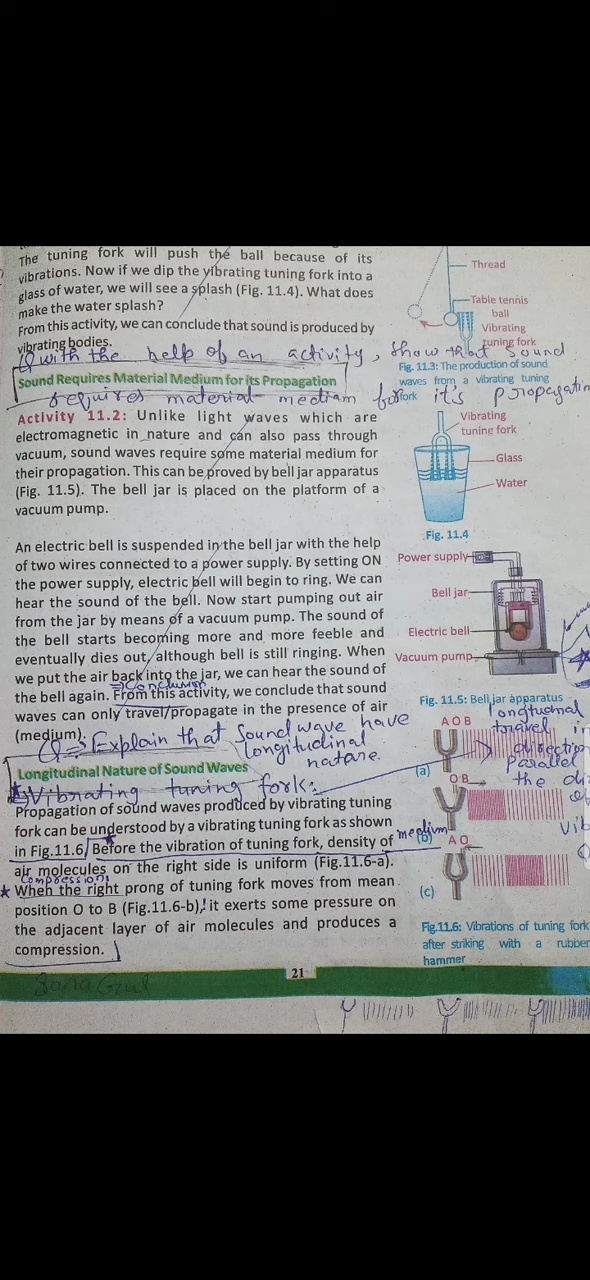 The tuning fork will push the ball because of its
vibrations. Now if we dip the vibrating tuning fork into a
glass of water, we will see a splash (Fig. 11.4). What does
make the water splash?
From this activity, we can conclude that sound is produced by
vibrating bodies.
Q with the help of an activity, show that sound
Sound Requires Material Medium for its Propagation
requires material mediam for it's propagation
Activity 11.2: Unlike light waves which are
electromagnetic in nature and can also pass through
vacuum, sound waves require some material medium for
their propagation. This can be proved by bell jar apparatus
(Fig. 11.5). The bell jar is placed on the platform of a
vacuum pump.
An electric bell is suspended in the bell jar with the help
of two wires connected to a power supply. By setting ON
the power supply, electric bell will begin to ring. We can
hear the sound of the bell. Now start pumping out air
from the jar by means of a vacuum pump. The sound of
the bell starts becoming more and more feeble and
eventually dies out, although bell is still ringing. When
we put the air back into the jar, we can hear the sound of
⇒ Conclusion
the bell again. From this activity, we conclude that sound
waves can only travel/propagate in the presence of air
(medium).
Q⇒ Explain that sound wave have
longitudinal
nature.
Longitudinal Nature of Sound Waves
Vibrating tuning fork:
Propagation of sound waves produced by vibrating tuning
fork can be understood by a vibrating tuning fork as shown
in Fig.11.6. Before the vibration of tuning fork, density of
medium
air molecules on the right side is uniform (Fig.11.6-a).
Compression:
When the right prong of tuning fork moves from mean
position O to B (Fig.11.6-b), it exerts some pressure on
the adjacent layer of air molecules and produces a
compression.
Thread
Table tennis
ball
Vibrating
tuning fork
Fig. 11.3: The production of sound
waves from a vibrating tuning
fork
Vibrating
tuning fork
Glass
Water
Fig. 11.4
Power supply
Bell jar
Electric bell
Vacuum pump
Fig. 11.5: Bell jar apparatus
longtudnal
travel in
direction
Parallel
the
vib
A O B
(a)
O B
(b)
A O
(c)
Fig.11.6: Vibrations of tuning fork
after striking with a rubber
hammer
21